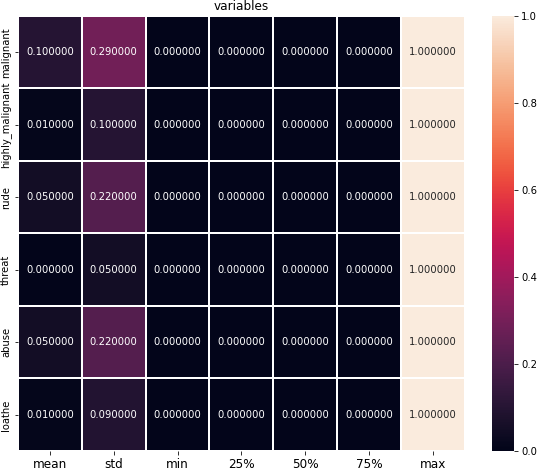 variables
malignant 0.100000 0.290000 0.000000 0.000000 0.000000 0.000000 1.000000
highly_malignant 0.010000 0.100000 0.000000 0.000000 0.000000 0.000000 1.000000
rude 0.050000 0.220000 0.000000 0.000000 0.000000 0.000000 1.000000
threat 0.000000 0.050000 0.000000 0.000000 0.000000 0.000000 1.000000
abuse 0.050000 0.220000 0.000000 0.000000 0.000000 0.000000 1.000000
loathe 0.010000 0.090000 0.000000 0.000000 0.000000 0.000000 1.000000
mean std min 25% 50% 75% max
1.0
0.8
0.6
0.4
0.2
0.0